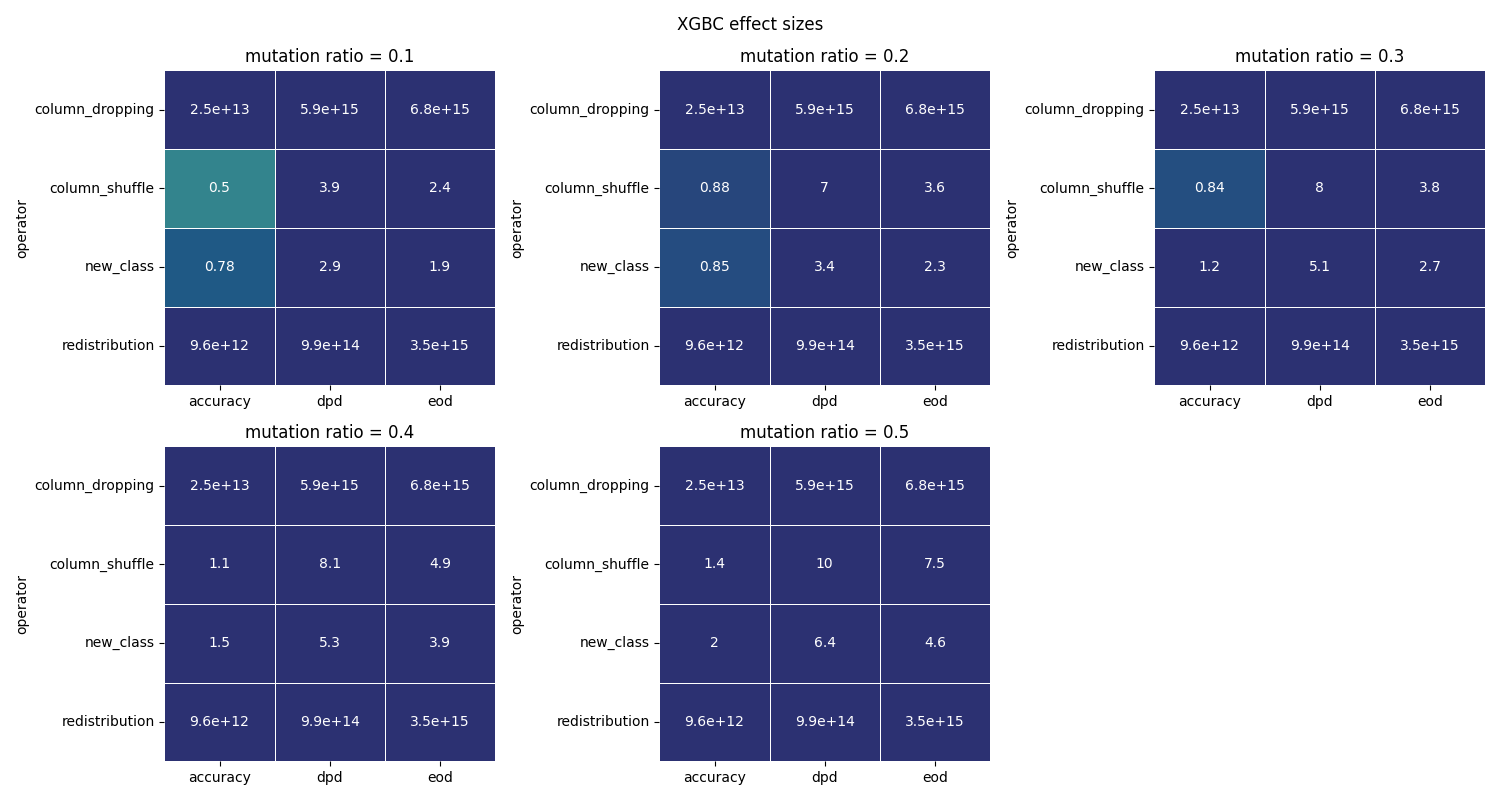 XGBC effect sizes
mutation ratio = 0.1
operator
column_dropping 2.5e+13 5.9e+15 6.8e+15
column_shuffle 0.5 3.9 2.4
new_class 0.78 2.9 1.9
redistribution 9.6e+12 9.9e+14 3.5e+15
accuracy dpd eod
mutation ratio = 0.2
operator
column_dropping 2.5e+13 5.9e+15 6.8e+15
column_shuffle 0.88 7 3.6
new_class 0.85 3.4 2.3
redistribution 9.6e+12 9.9e+14 3.5e+15
accuracy dpd eod
mutation ratio = 0.3
operator
column_dropping 2.5e+13 5.9e+15 6.8e+15
column_shuffle 0.84 8 3.8
new_class 1.2 5.1 2.7
redistribution 9.6e+12 9.9e+14 3.5e+15
accuracy dpd eod
mutation ratio = 0.4
operator
column_dropping 2.5e+13 5.9e+15 6.8e+15
column_shuffle 1.1 8.1 4.9
new_class 1.5 5.3 3.9
redistribution 9.6e+12 9.9e+14 3.5e+15
accuracy dpd eod
mutation ratio = 0.5
operator
column_dropping 2.5e+13 5.9e+15 6.8e+15
column_shuffle 1.4 10 7.5
new_class 2 6.4 4.6
redistribution 9.6e+12 9.9e+14 3.5e+15
accuracy dpd eod